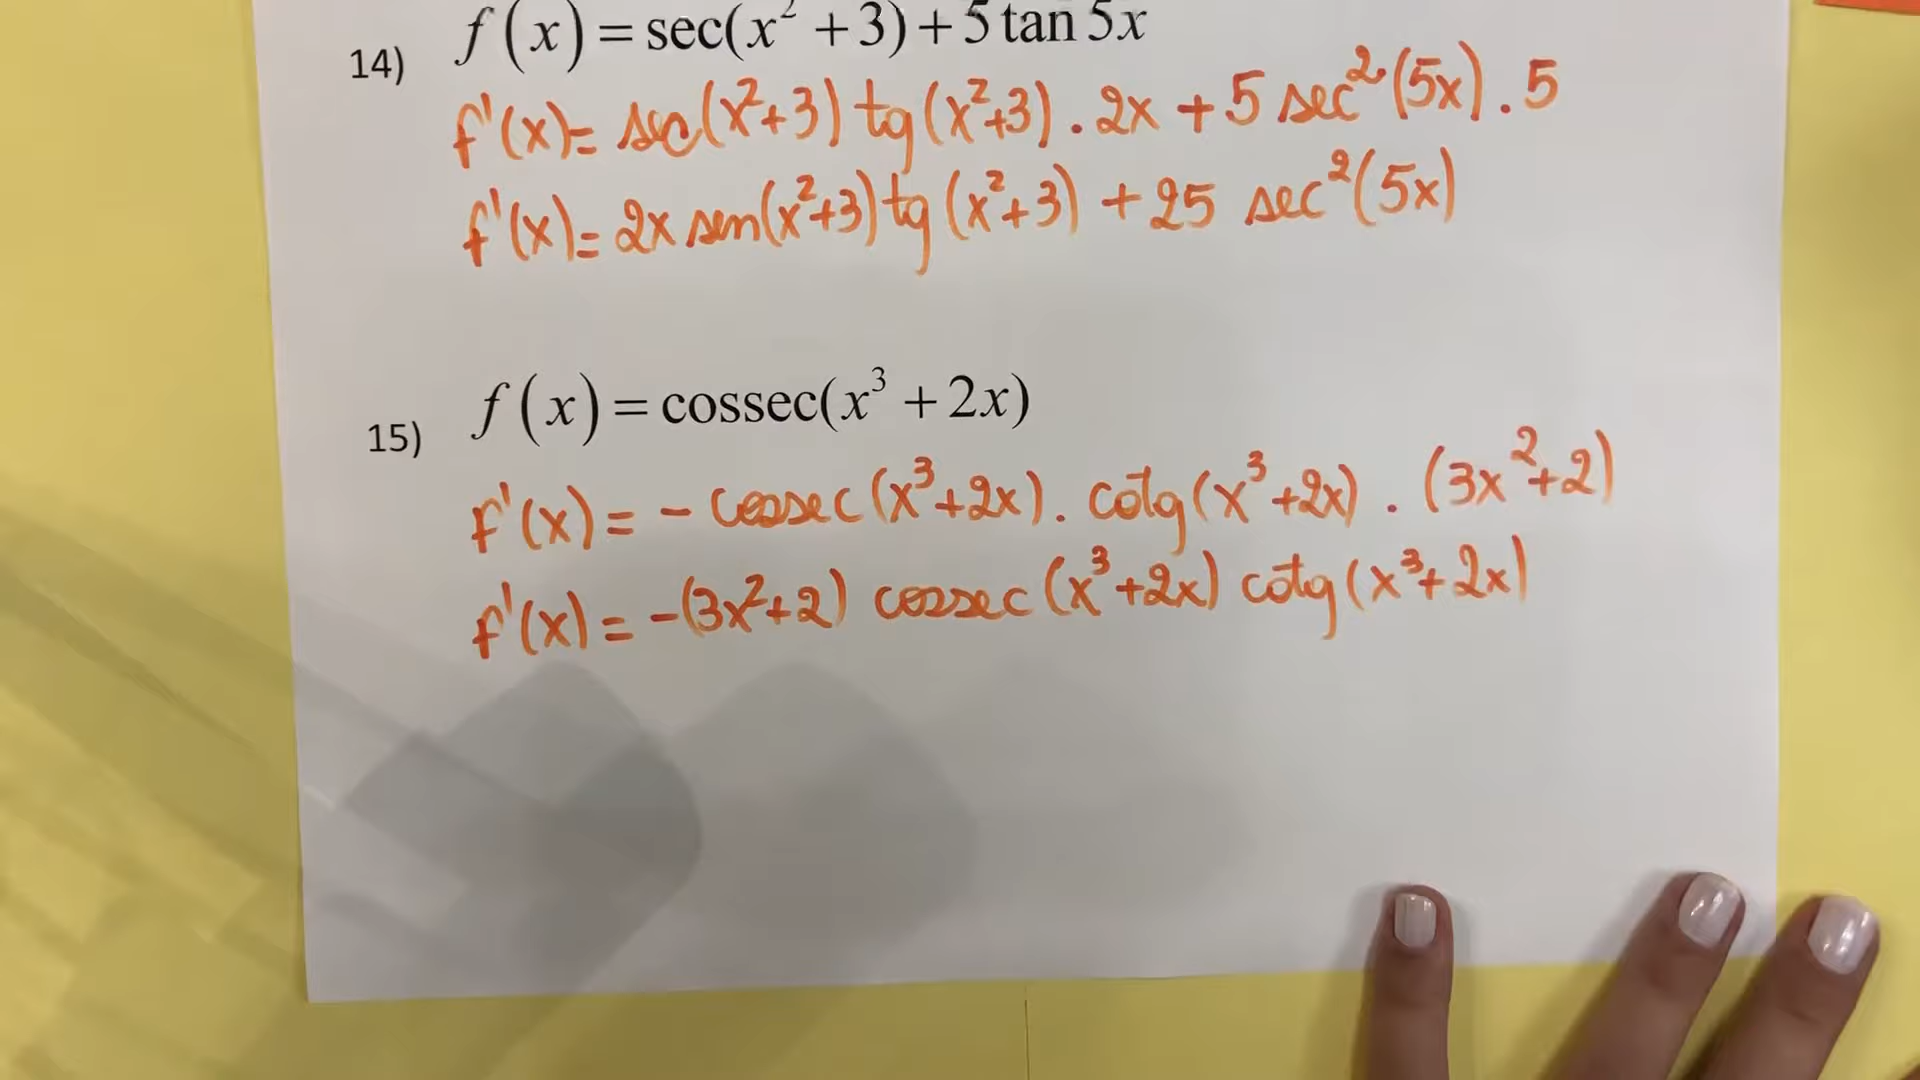 14) f(x) = sec(x² + 3) + 5 tan 5x
f'(x) = sec(x²+3) tg(x²+3) . 2x + 5 sec²(5x) . 5
f'(x) = 2x sen(x²+3) tg(x²+3) + 25 sec²(5x)
15) f(x) = cossec(x³ + 2x)
f'(x) = - cossec(x³+2x) . cotg(x³+2x) . (3x²+2)
f'(x) = -(3x²+2) cossec(x³+2x) cotg(x³+2x)